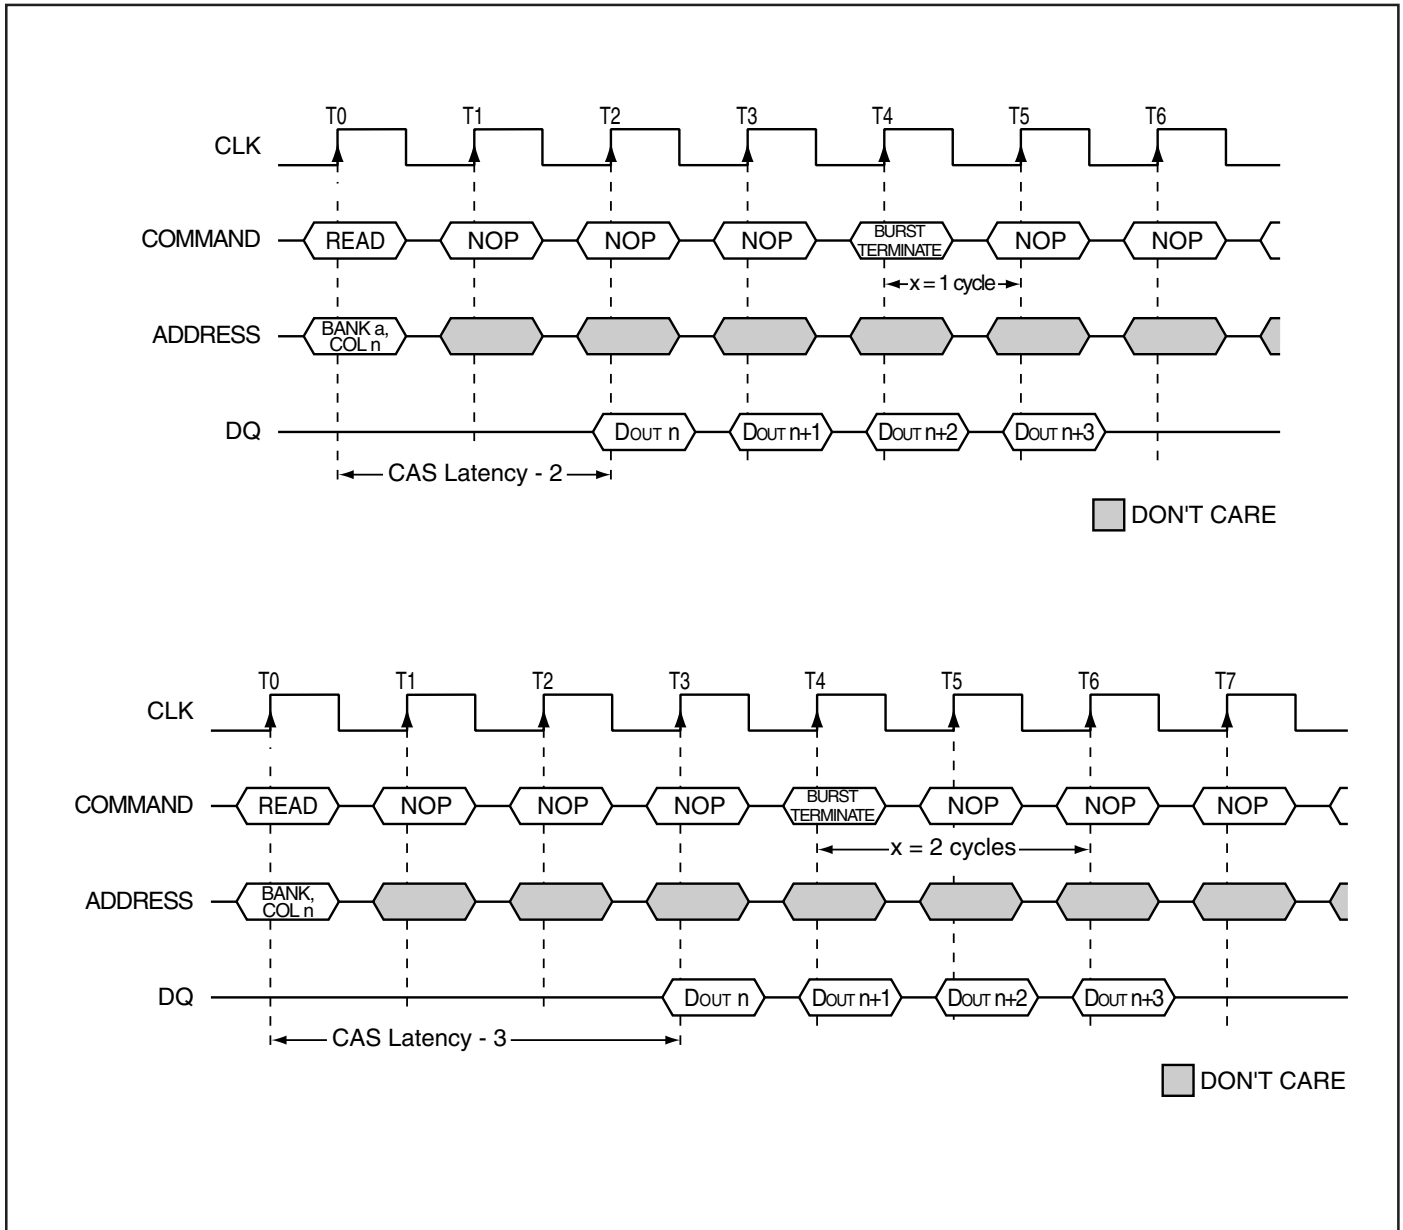 T0 T1 T2 T3 T4 T5 T6
CLK
COMMAND READ NOP NOP NOP BURST TERMINATE NOP NOP
x = 1 cycle
ADDRESS BANK a, COL n
DQ DOUT n DOUT n+1 DOUT n+2 DOUT n+3
CAS Latency - 2
DON'T CARE
T0 T1 T2 T3 T4 T5 T6 T7
CLK
COMMAND READ NOP NOP NOP BURST TERMINATE NOP NOP NOP
x = 2 cycles
ADDRESS BANK, COL n
DQ DOUT n DOUT n+1 DOUT n+2 DOUT n+3
CAS Latency - 3
DON'T CARE